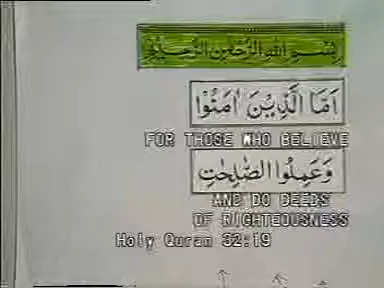 بِسْمِ اللهِ الرَّحْمٰنِ الرَّحِيْمِ
اَمَّا الَّذِيْنَ اٰمَنُوْا
FOR THOSE WHO BELIEVE
وَعَمِلُوا الصّٰلِحٰتِ
AND DO DEEDS
OF RIGHTEOUSNESS
Holy Quran 32:19